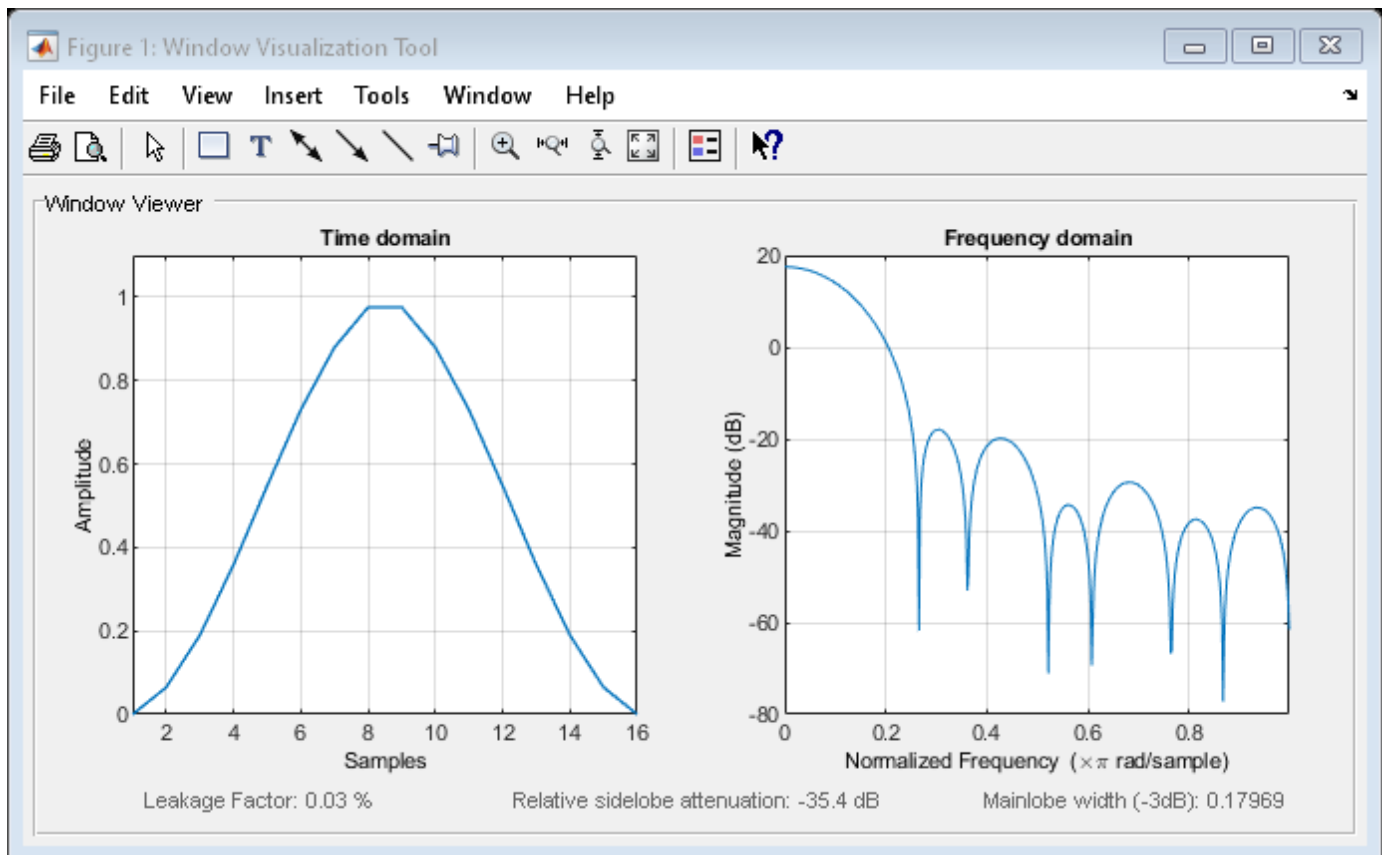 Figure 1: Window Visualization Tool
File Edit View Insert Tools Window Help
T
?
Window Viewer
Time domain
1
0.8
0.6
0.4
0.2
0
Amplitude
2 4 6 8 10 12 14 16
Samples
Frequency domain
20
0
-20
-40
-60
-80
Magnitude (dB)
0 0.2 0.4 0.6 0.8
Normalized Frequency (×π rad/sample)
Leakage Factor: 0.03 % Relative sidelobe attenuation: -35.4 dB Mainlobe width (-3dB): 0.17969